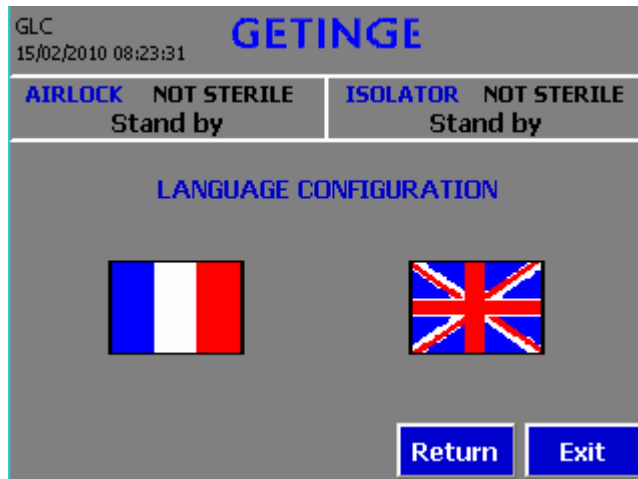 GLC
GETINGE
15/02/2010 08:23:31
AIRLOCK NOT STERILE
Stand by
ISOLATOR NOT STERILE
Stand by
LANGUAGE CONFIGURATION
Return
Exit